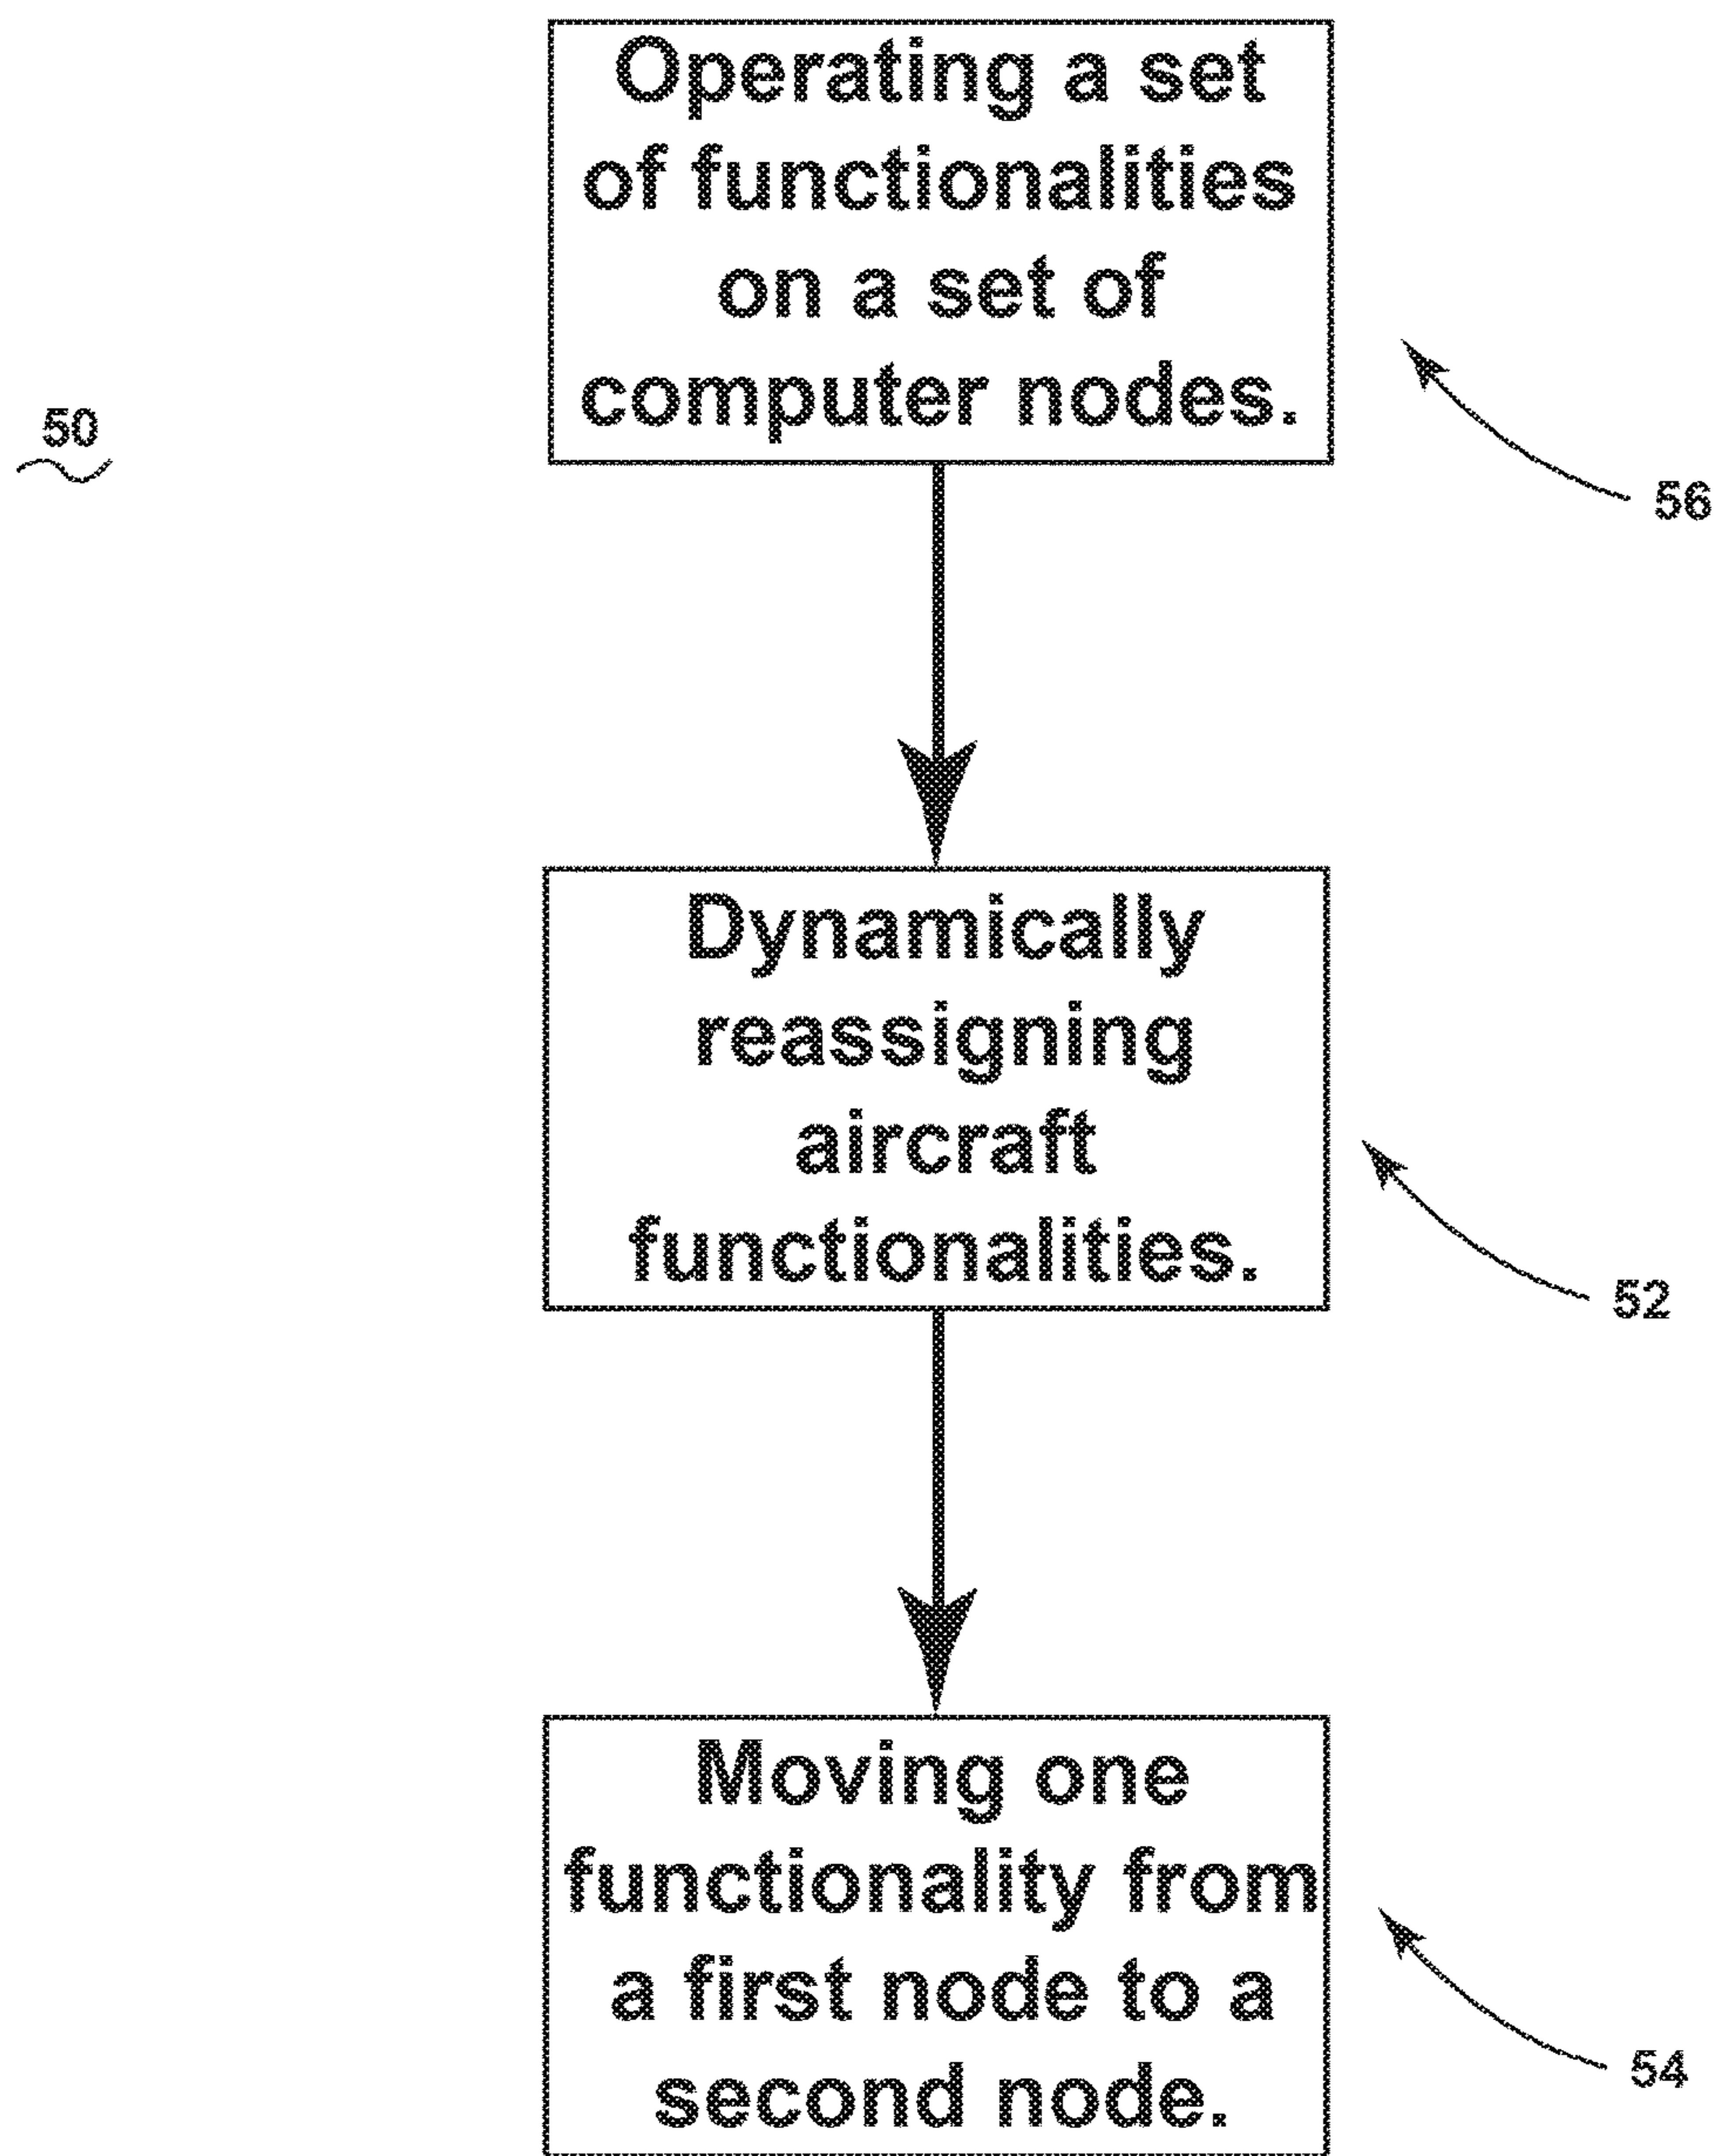 Operating a set
of functionalities
on a set of
computer nodes.
50
56
Dynamically
reassigning
aircraft
functionalities.
52
Moving one
functionality from
a first node to a
second node.
54